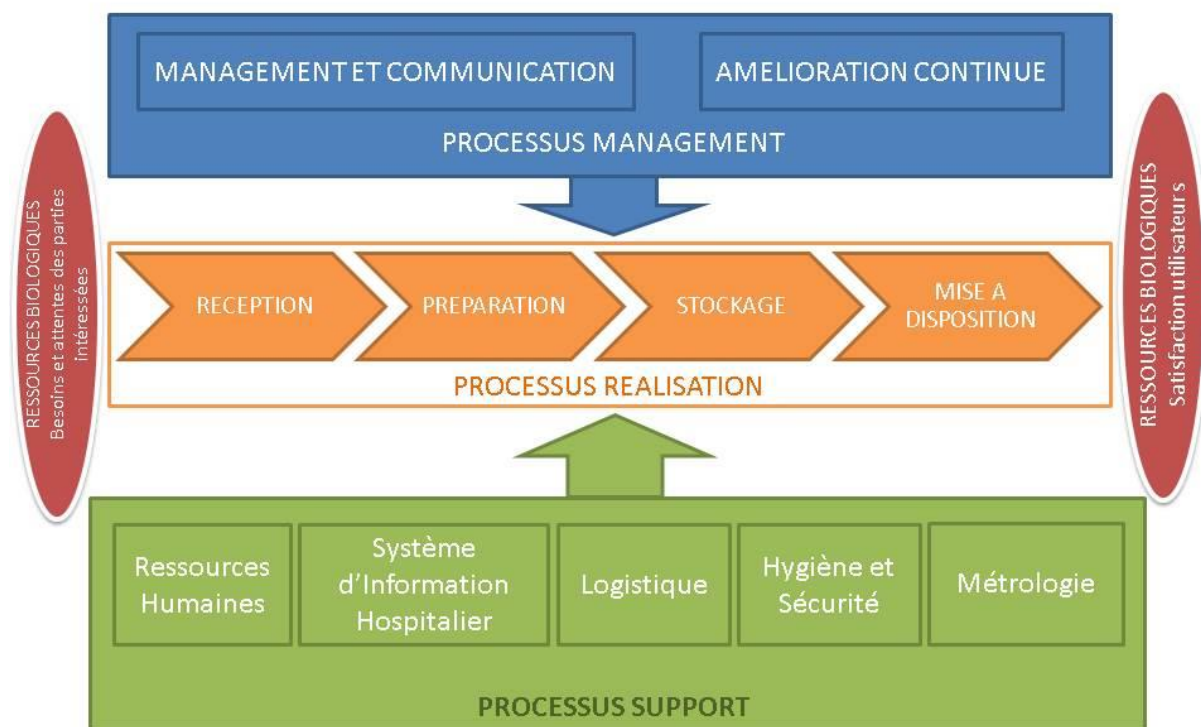 MANAGEMENT ET COMMUNICATION
AMELIORATION CONTINUE
PROCESSUS MANAGEMENT
RESSOURCES BIOLOGIQUES
Besoins et attentes des parties
intéressées
RECEPTION
PREPARATION
STOCKAGE
MISE A
DISPOSITION
PROCESSUS REALISATION
RESSOURCES BIOLOGIQUES
Satisfaction utilisateurs
Ressources
Humaines
Système
d'Information
Hospitalier
Logistique
Hygiène et
Sécurité
Métrologie
PROCESSUS SUPPORT